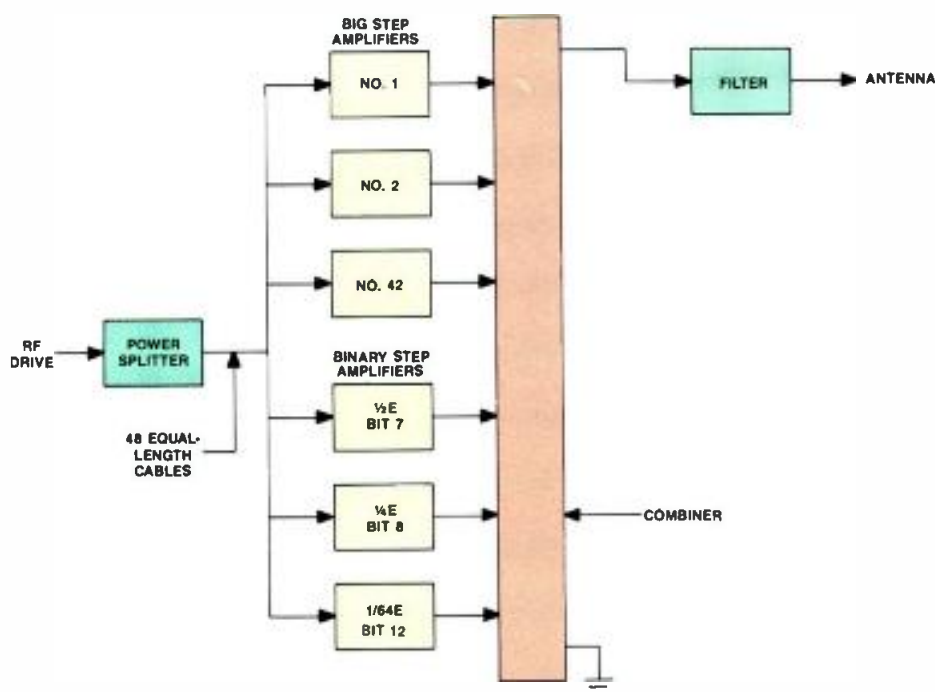 BIG STEP
AMPLIFIERS
NO. 1
FILTER
ANTENNA
NO. 2
NO. 42
RF
DRIVE
POWER
SPLITTER
BINARY STEP
AMPLIFIERS
½E
BIT 7
48 EQUAL-
LENGTH
CABLES
¼E
BIT 8
COMBINER
1/64E
BIT 12